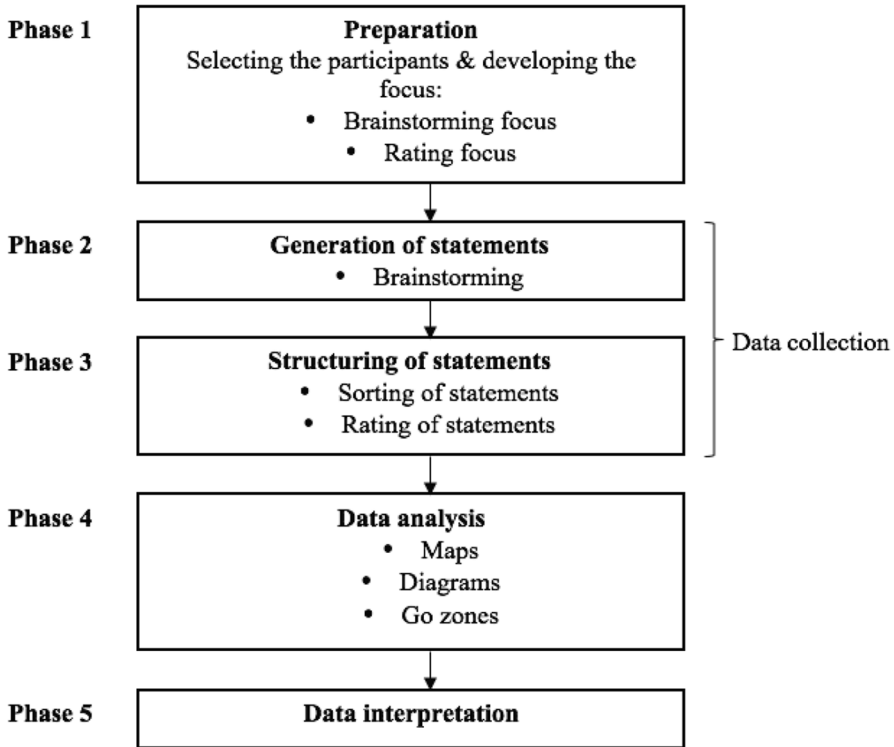 Phase 1
Preparation
Selecting the participants & developing the
focus:
• Brainstorming focus
• Rating focus
Phase 2
Generation of statements
• Brainstorming
Phase 3
Structuring of statements
• Sorting of statements
• Rating of statements
Data collection
Phase 4
Data analysis
• Maps
• Diagrams
• Go zones
Phase 5
Data interpretation